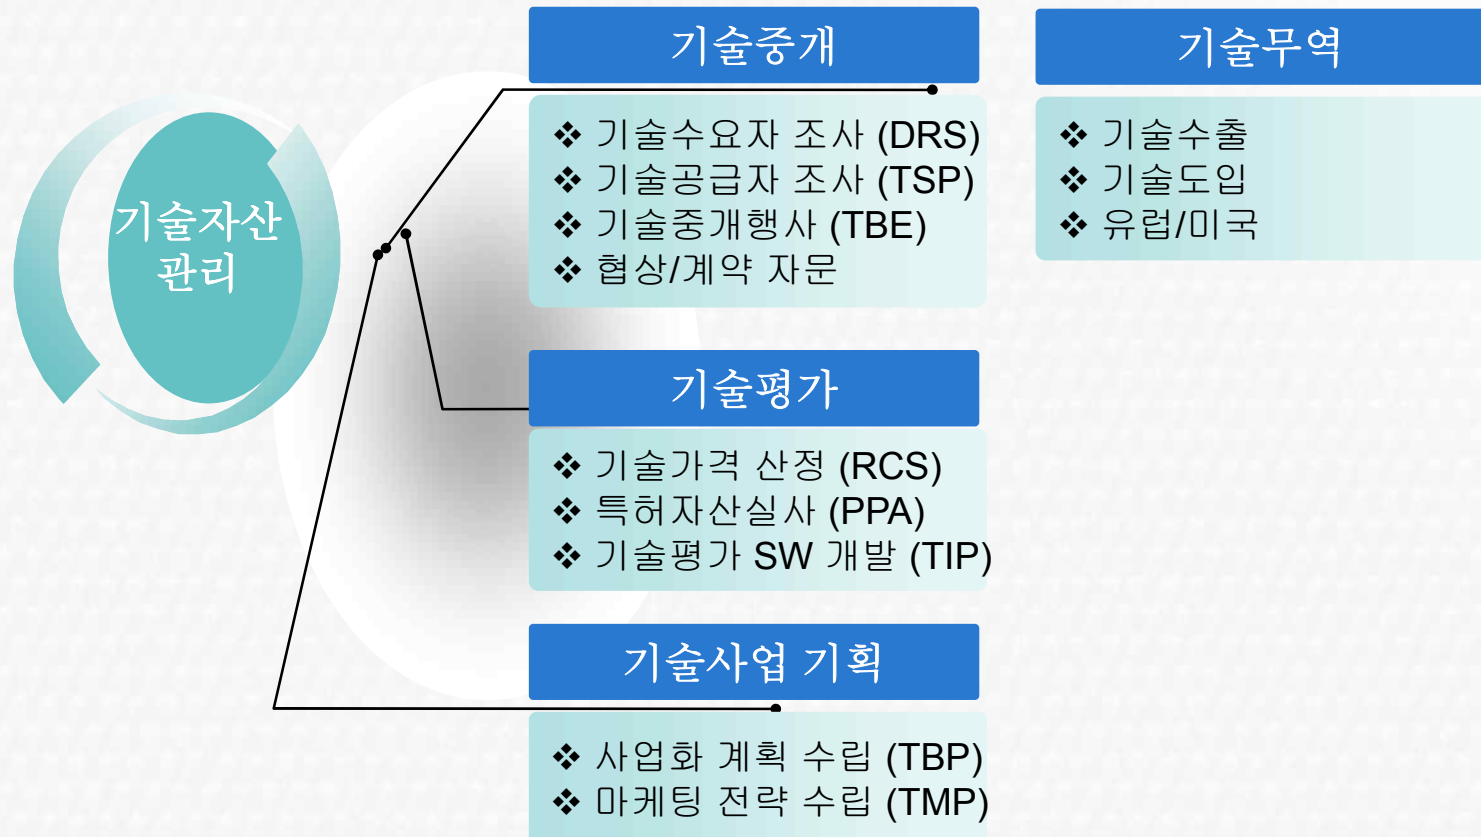 기술자산
관리
기술중개
❖ 기술수요자 조사 (DRS)
❖ 기술공급자 조사 (TSP)
❖ 기술중개행사 (TBE)
❖ 협상/계약 자문
기술무역
❖ 기술수출
❖ 기술도입
❖ 유럽/미국
기술평가
❖ 기술가격 산정 (RCS)
❖ 특허자산실사 (PPA)
❖ 기술평가 SW 개발 (TIP)
기술사업 기획
❖ 사업화 계획 수립 (TBP)
❖ 마케팅 전략 수립 (TMP)